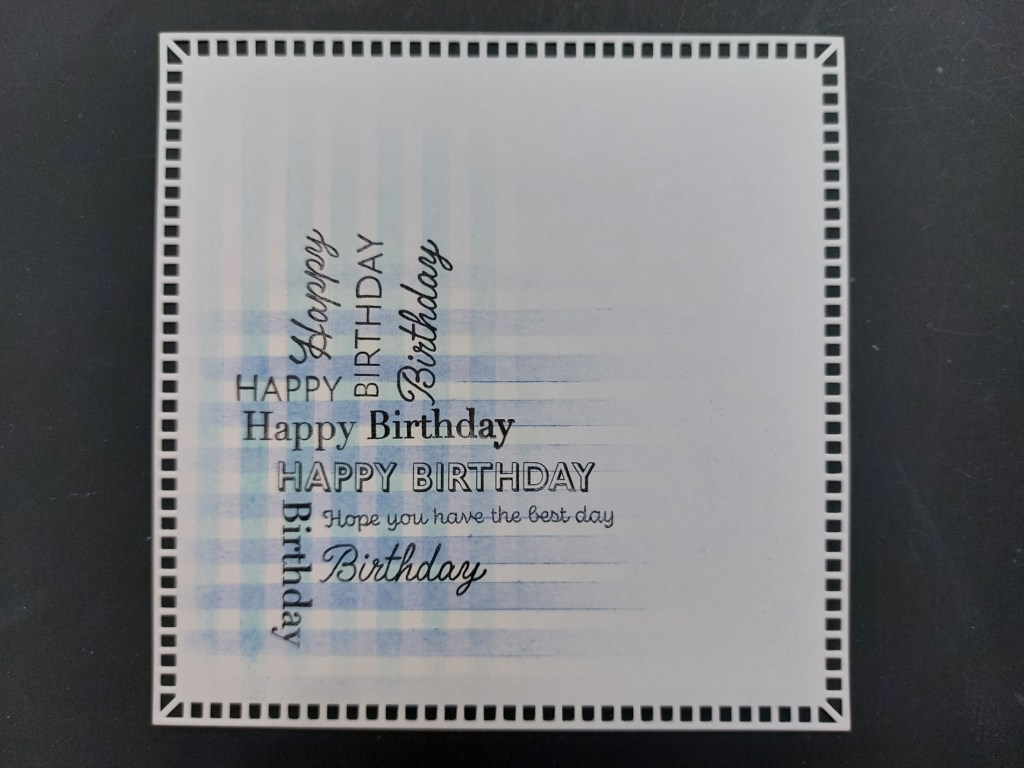 Happy
BIRTHDAY
Birthday
HAPPY
Happy Birthday
HAPPY BIRTHDAY
Hope you have the best day
Birthday
Birthday